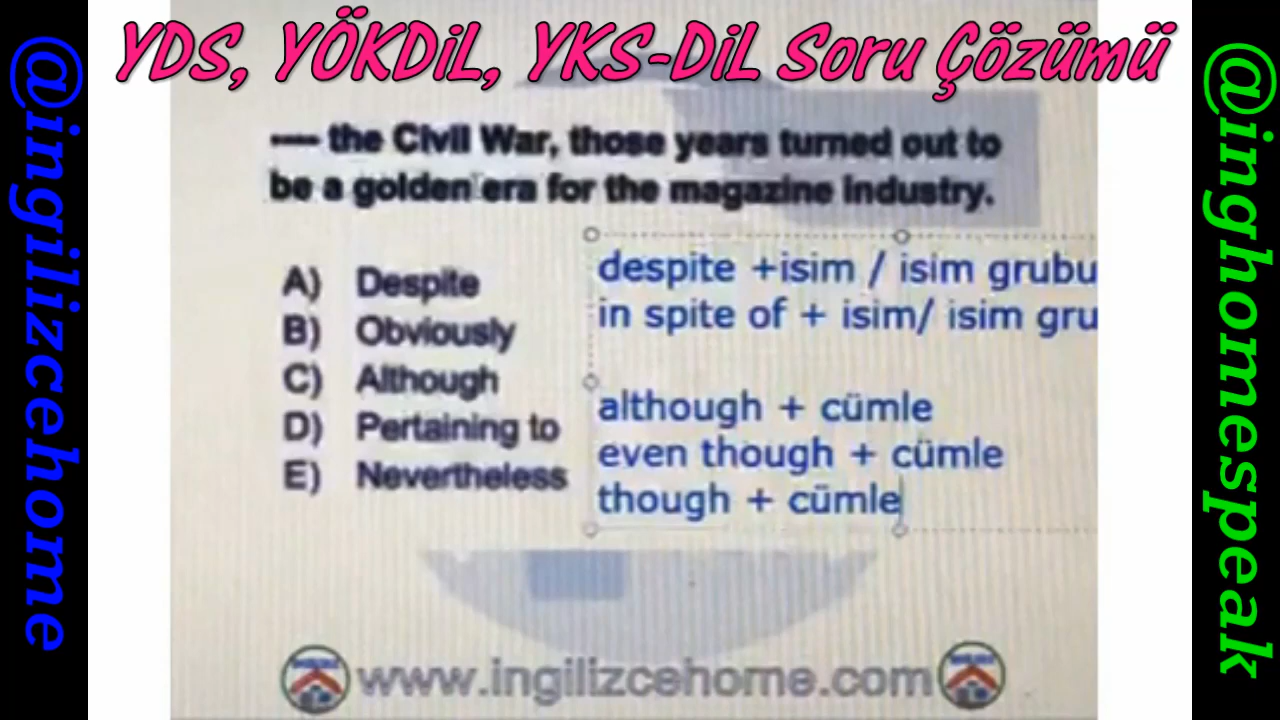 YDS, YÖKDiL, YKS-DiL Soru Çözümü
@ingilizcehome
---- the Civil War, those years turned out to
be a golden era for the magazine industry.
A) Despite
B) Obviously
C) Although
D) Pertaining to
E) Nevertheless
despite +isim / isim grubu
in spite of + isim/ isim gru
although + cümle
even though + cümle
though + cümle
www.ingilizcehome.com
@inghomespeak